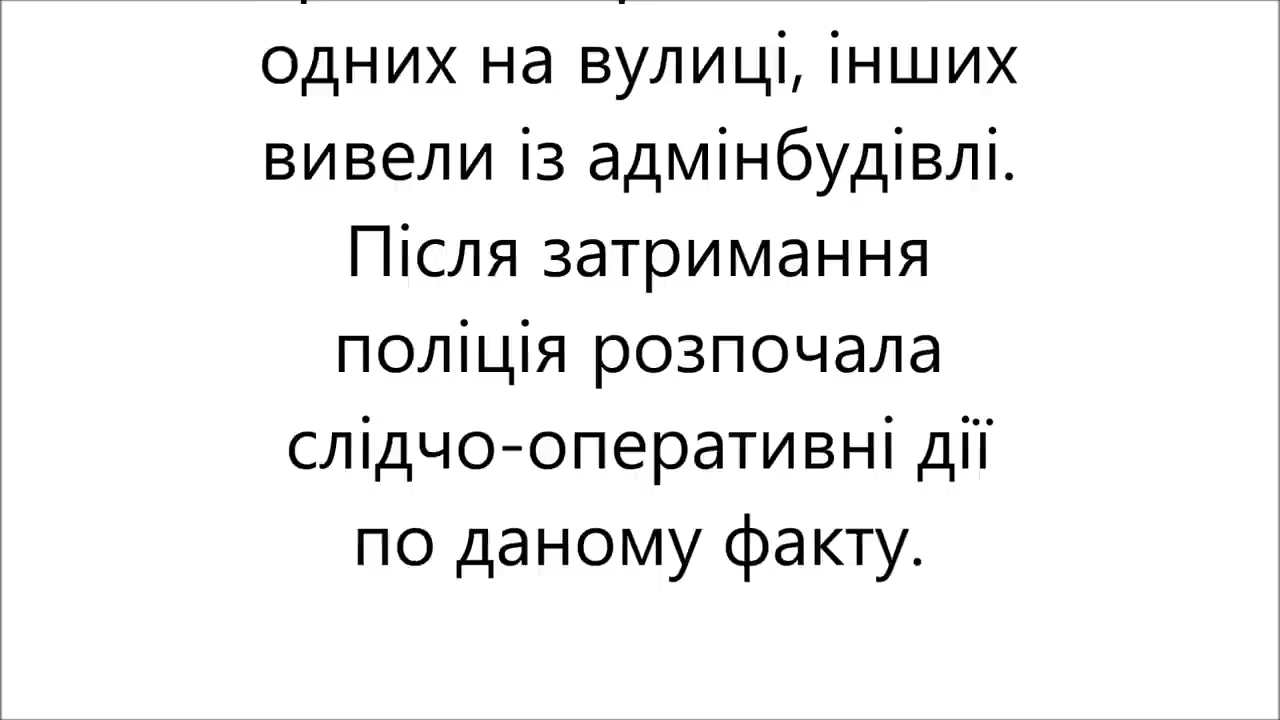 одних на вулиці, інших
вивели із адмінбудівлі.
Після затримання
поліція розпочала
слідчо-оперативні дії
по даному факту.